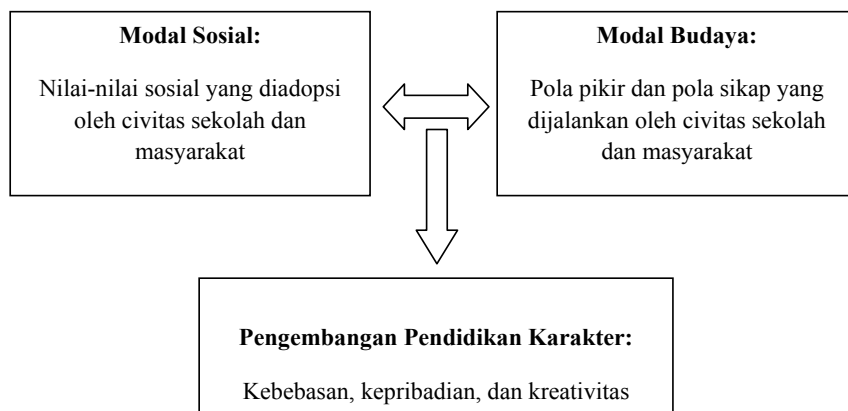 Modal Sosial:
Nilai-nilai sosial yang diadopsi
oleh civitas sekolah dan
masyarakat
Modal Budaya:
Pola pikir dan pola sikap yang
dijalankan oleh civitas sekolah
dan masyarakat
Pengembangan Pendidikan Karakter:
Kebebasan, kepribadian, dan kreativitas